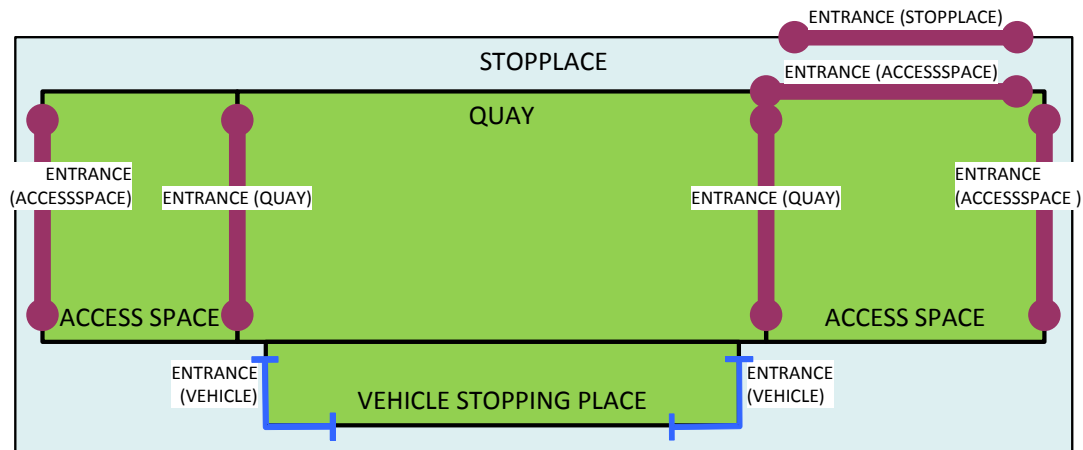 ENTRANCE (STOPPLACE)
STOPPLACE
ENTRANCE (ACCESSSPACE)
QUAY
ENTRANCE
(ACCESSSPACE)
ENTRANCE (QUAY)
ENTRANCE (QUAY)
ENTRANCE
(ACCESSSPACE )
ACCESS SPACE
ACCESS SPACE
ENTRANCE
(VEHICLE)
VEHICLE STOPPING PLACE
ENTRANCE
(VEHICLE)